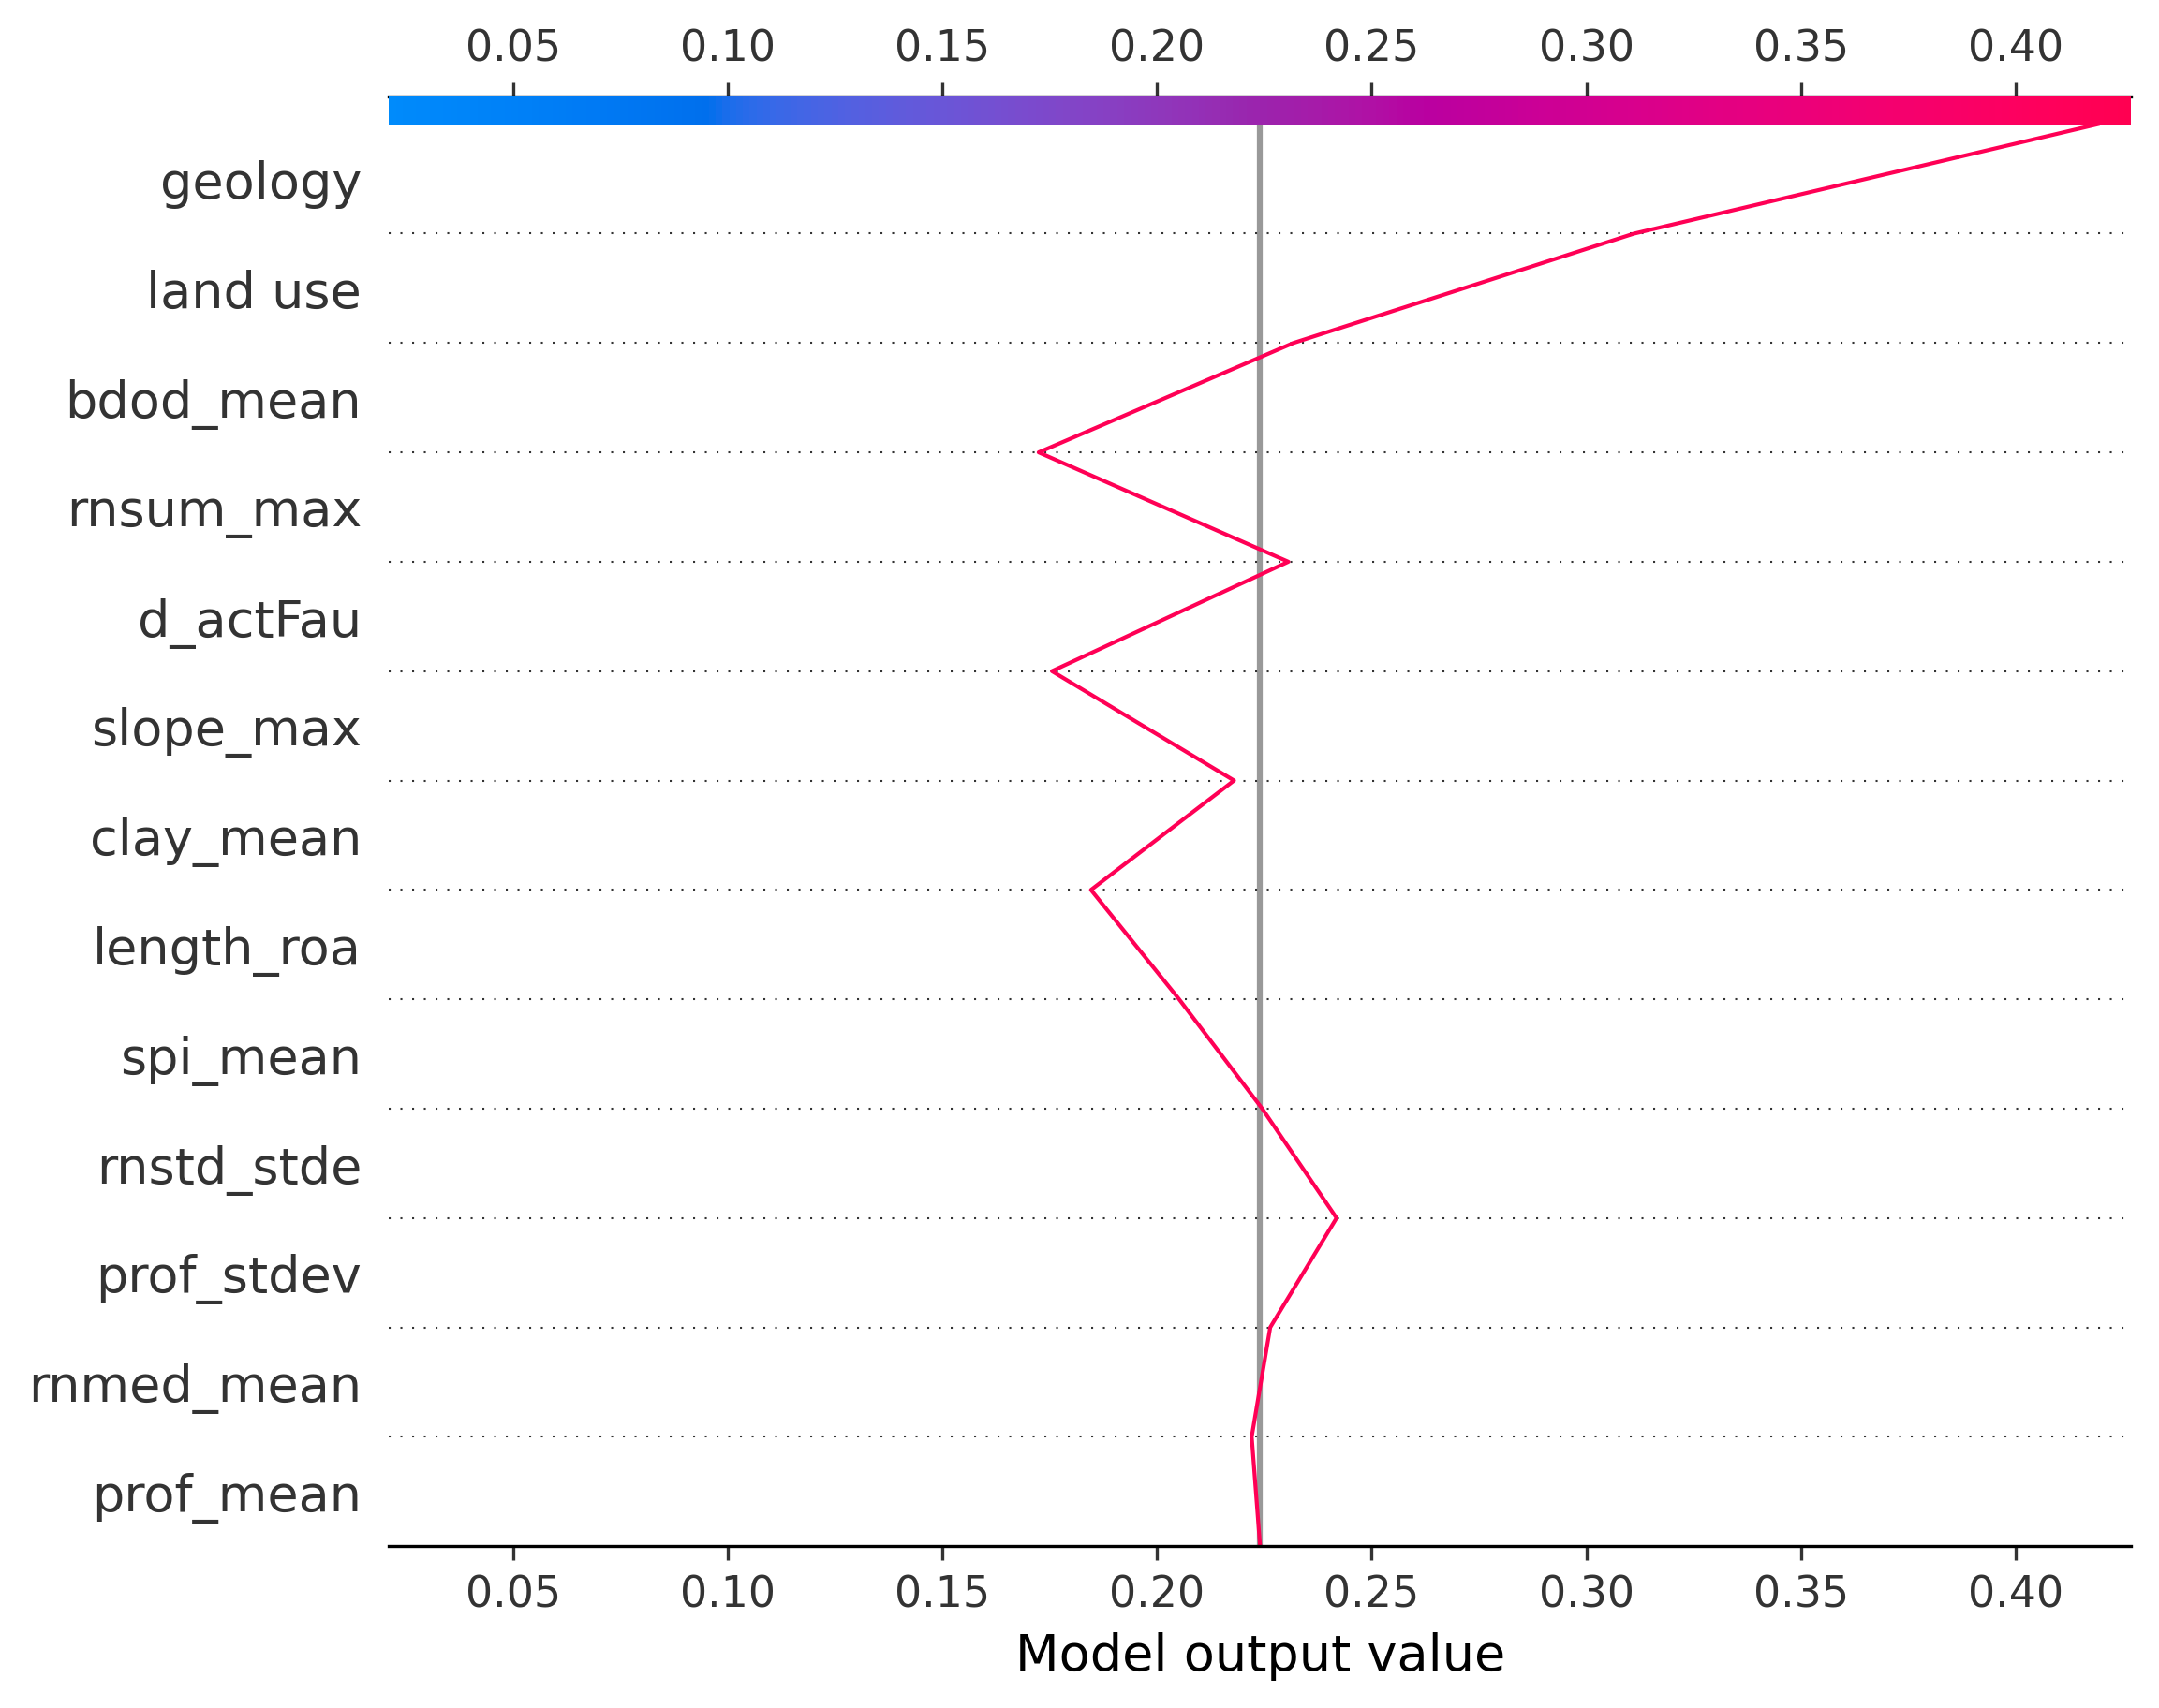 0.05 0.10 0.15 0.20 0.25 0.30 0.35 0.40
geology
land use
bdod_mean
rnsum_max
d_actFau
slope_max
clay_mean
length_roa
spi_mean
rnstd_stde
prof_stdev
rnmed_mean
prof_mean
0.05 0.10 0.15 0.20 0.25 0.30 0.35 0.40
Model output value